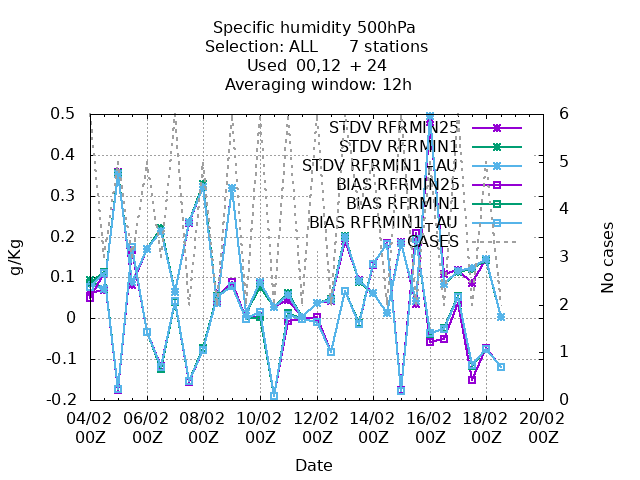 Specific humidity 500hPa
Selection: ALL 7 stations
Used 00,12 + 24
Averaging window: 12h
0.5
0.4
0.3
0.2
0.1
0
-0.1
-0.2
g/Kg
STDV RFRMIN25
STDV RFRMIN1
STDV RFRMIN1-AU
BIAS RFRMIN25
BIAS RFRMIN1
BIAS RFRMIN1-AU
CASES
6
5
4
3
2
1
0
No cases
04/02 06/02 08/02 10/02 12/02 14/02 16/02 18/02 20/02
00Z 00Z 00Z 00Z 00Z 00Z 00Z 00Z 00Z
Date